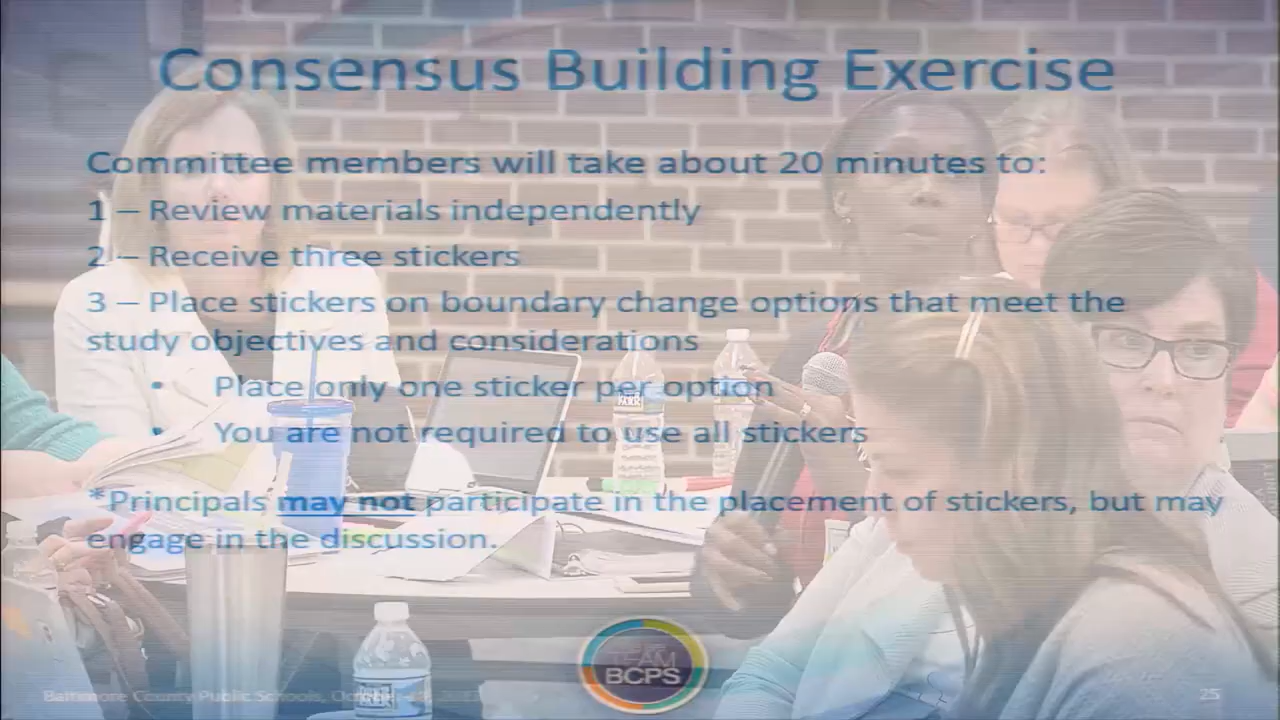 Consensus Building Exercise
Committee members will take about 20 minutes to:
1 – Review materials independently
2 – Receive three stickers
3 – Place stickers on boundary change options that meet the
study objectives and considerations
• Place only one sticker per option
• You are not required to use all stickers
*Principals may not participate in the placement of stickers, but may
engage in the discussion.
TEAM
BCPS
Baltimore County Public Schools, October
25